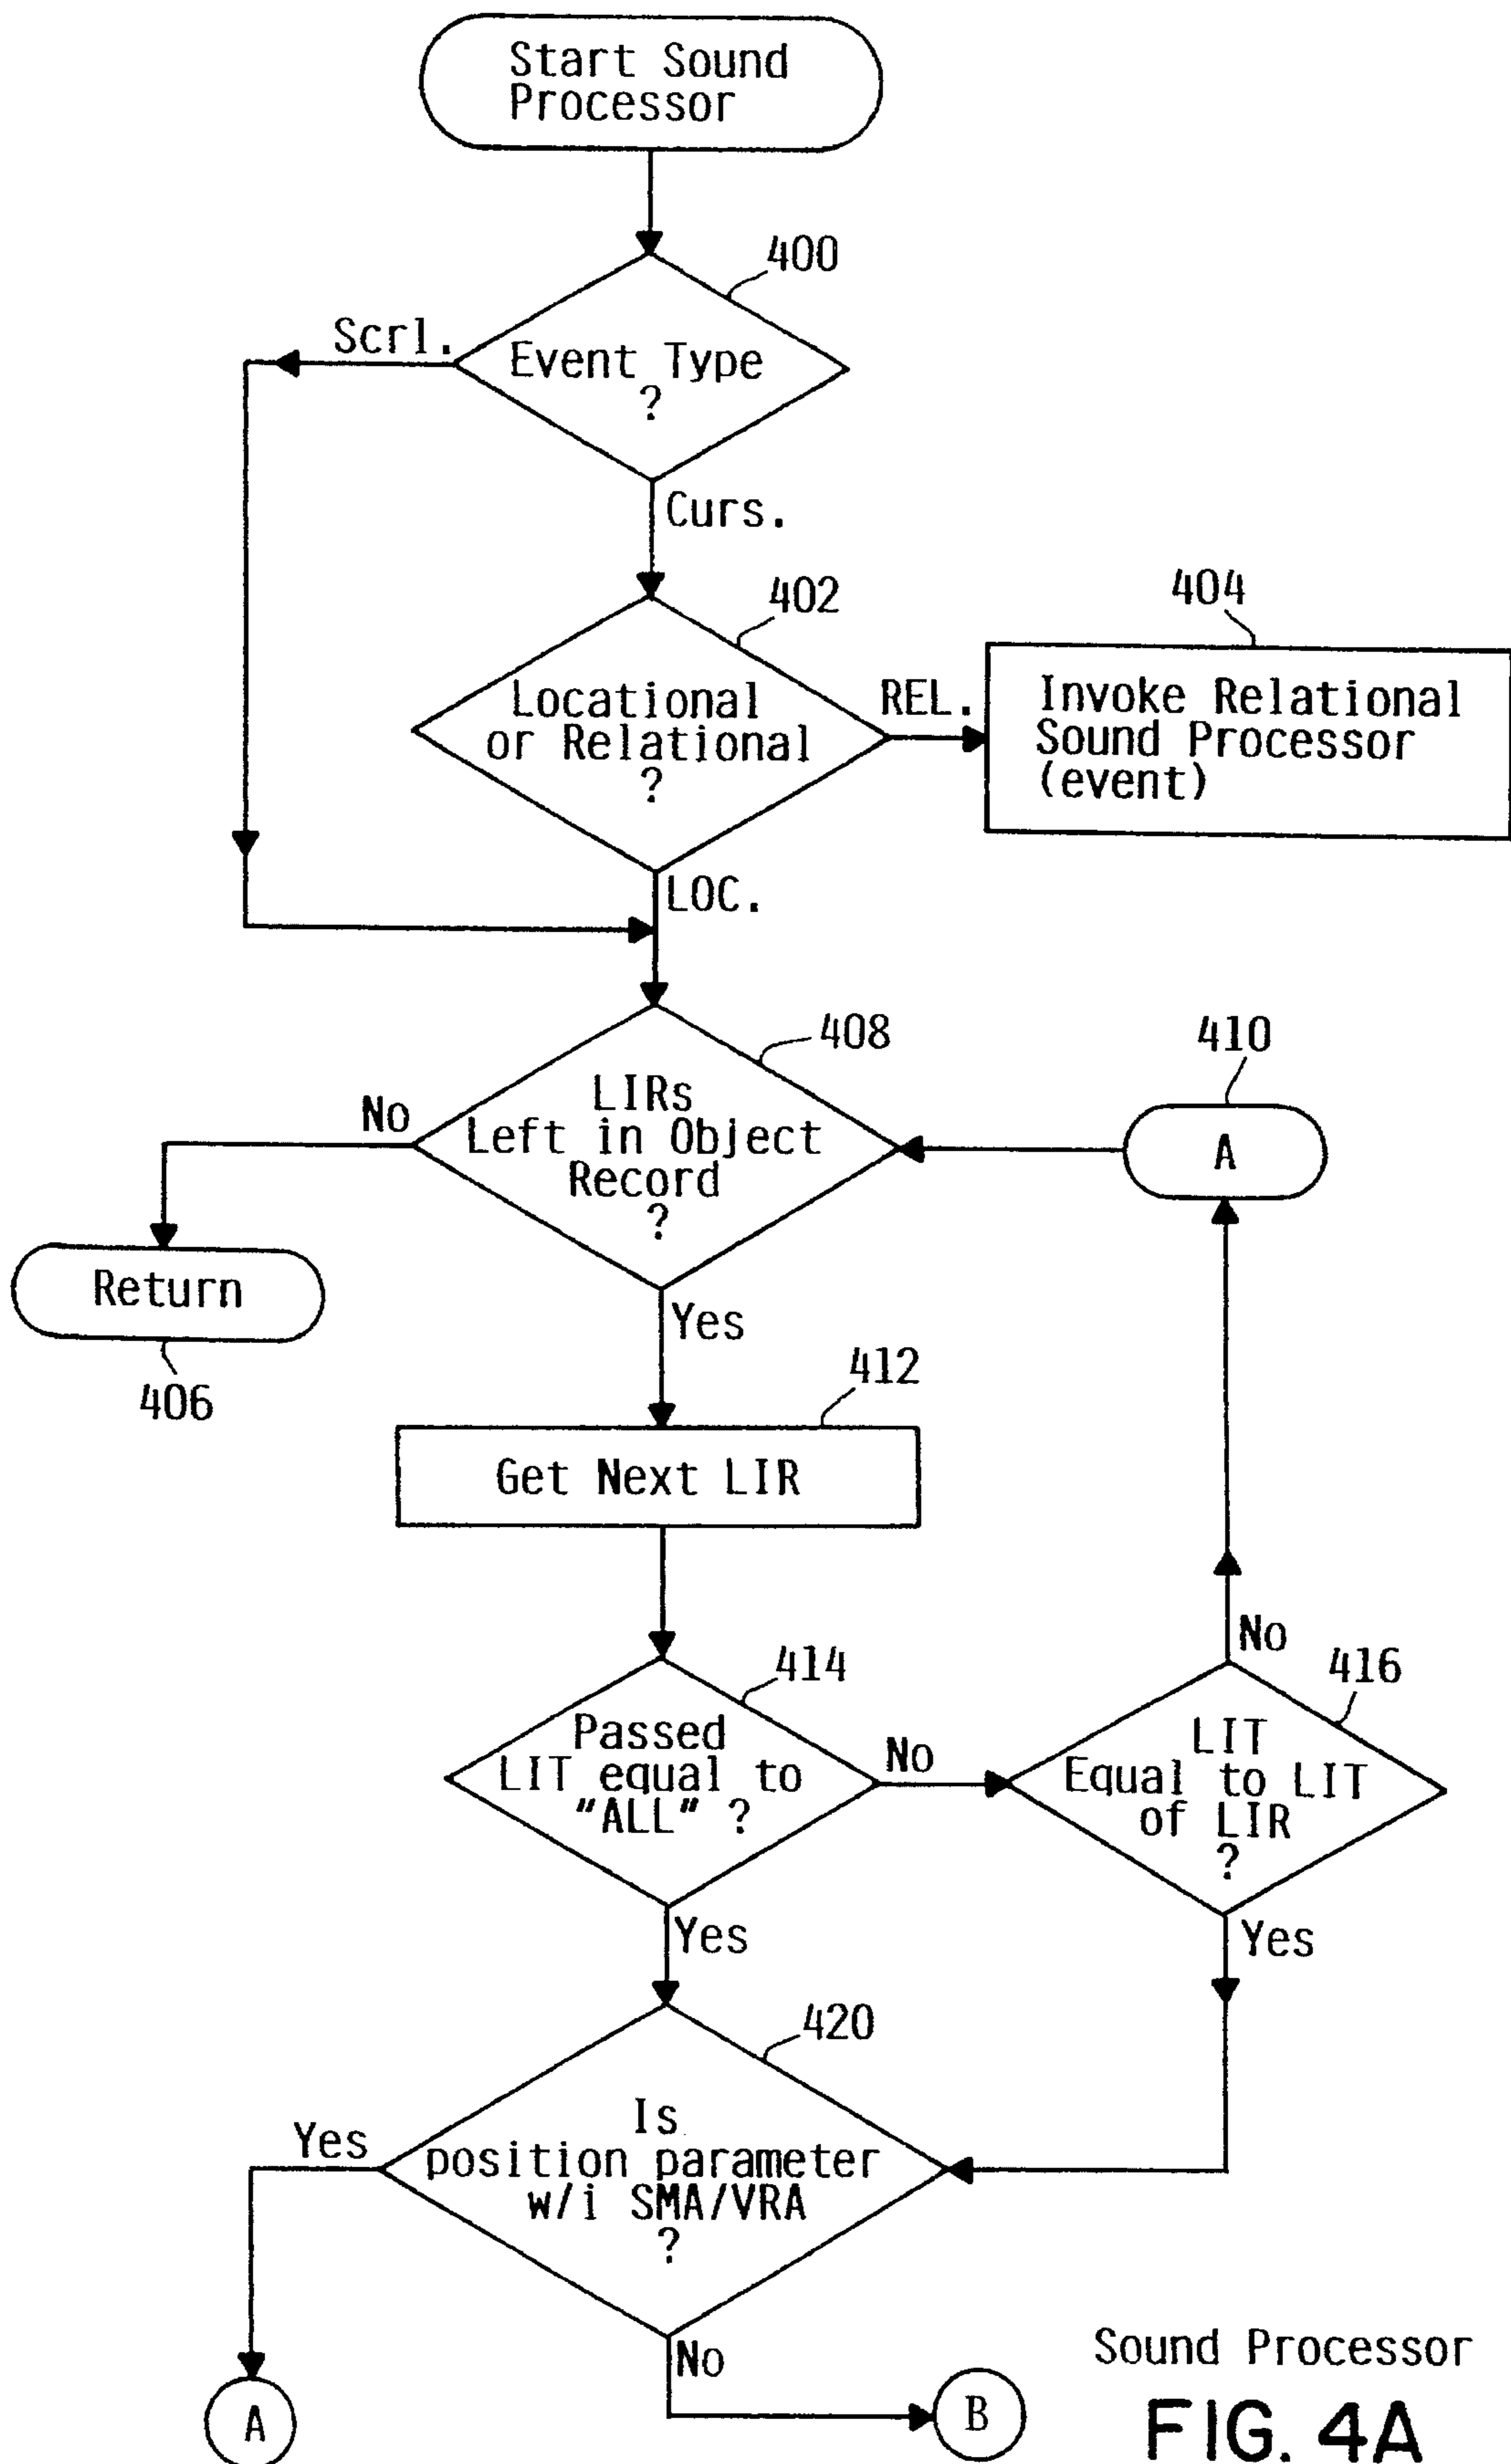 Start Sound
Processor
400
Scrl.
Event Type
?
Curs.
402
404
Locational
or Relational
?
REL.
Invoke Relational
Sound Processor
(event)
LOC.
408
410
No
LIRs
Left in Object
Record
?
A
Return
406
Yes
412
Get Next LIR
No
414
416
Passed
LIT equal to
"ALL" ?
No
LIT
Equal to LIT
of LIR
?
Yes
Yes
420
Yes
Is
position parameter
w/i SMA/VRA
?
No
A
B
Sound Processor
FIG. 4A